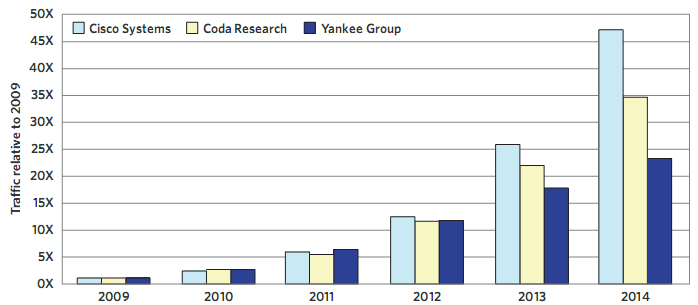 50X
45X
40X
35X
30X
25X
20X
15X
10X
5X
0X
Traffic relative to 2009
Cisco Systems Coda Research Yankee Group
2009 2010 2011 2012 2013 2014